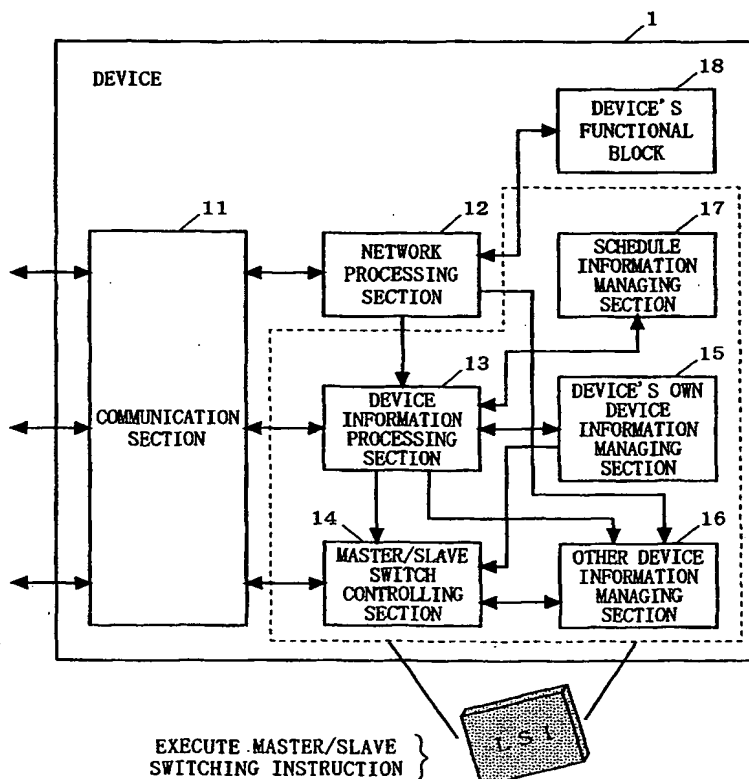 1
DEVICE
18
DEVICE'S
FUNCTIONAL
BLOCK
11
12
17
NETWORK
PROCESSING
SECTION
SCHEDULE
INFORMATION
MANAGING
SECTION
13
15
COMMUNICATION
SECTION
DEVICE
INFORMATION
PROCESSING
SECTION
DEVICE'S OWN
DEVICE
INFORMATION
MANAGING
SECTION
14
16
MASTER/SLAVE
SWITCH
CONTROLLING
SECTION
OTHER DEVICE
INFORMATION
MANAGING
SECTION
LSI
EXECUTE MASTER/SLAVE
SWITCHING INSTRUCTION